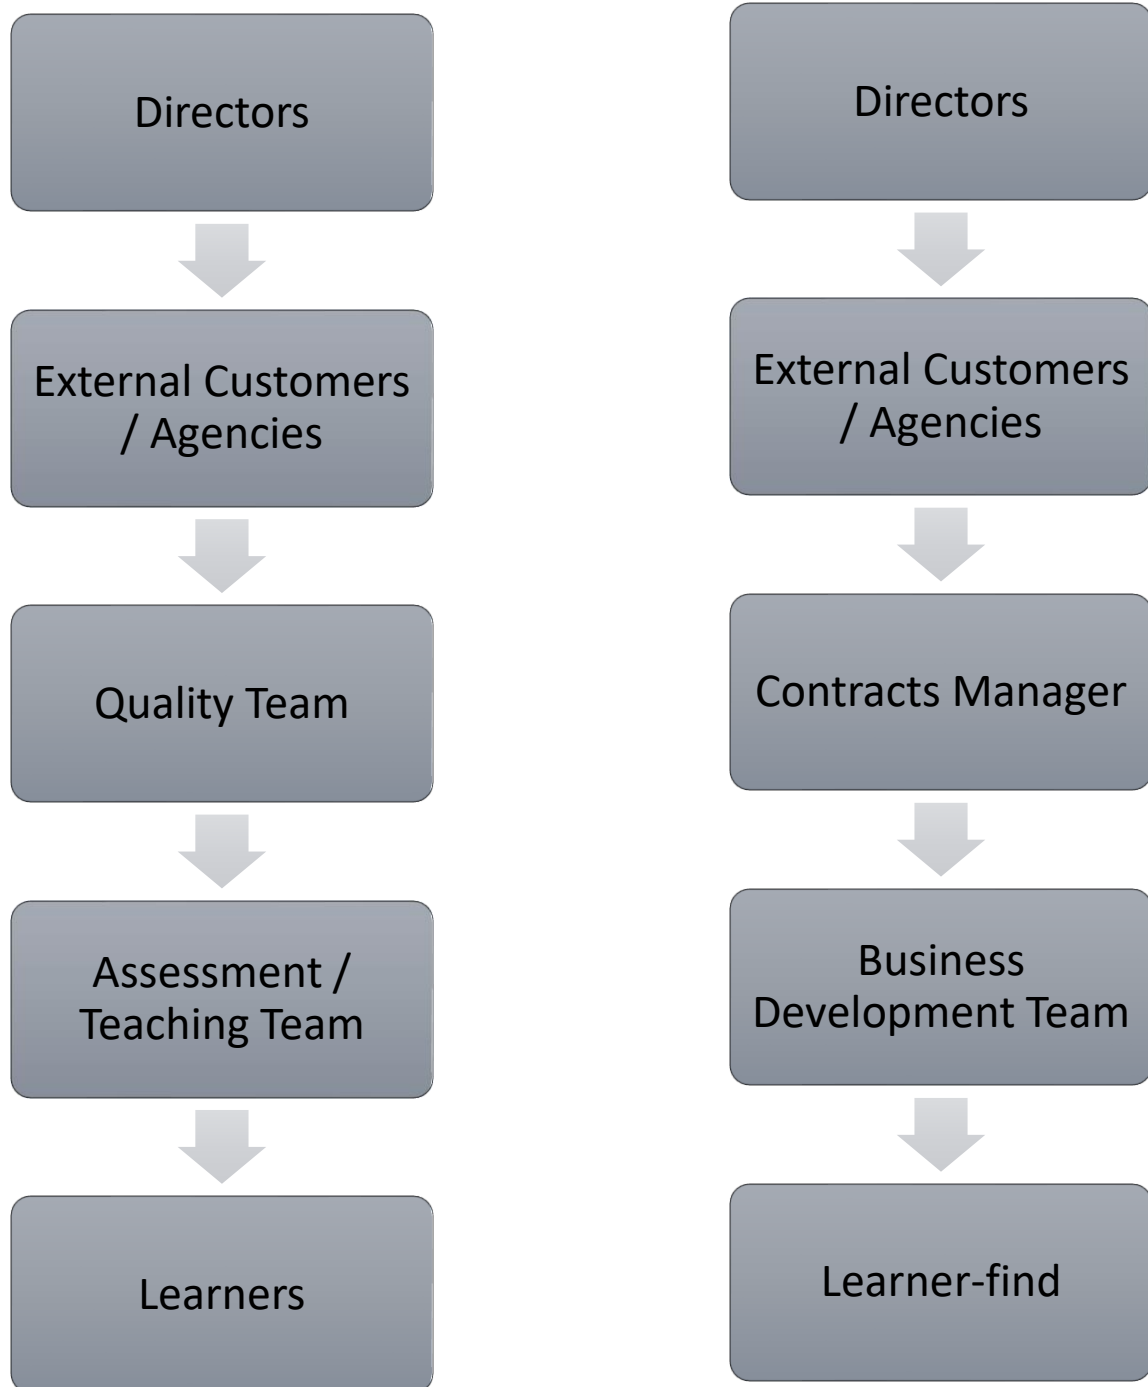 Directors
External Customers
/ Agencies
Quality Team
Assessment /
Teaching Team
Learners
Directors
External Customers
/ Agencies
Contracts Manager
Business
Development Team
Learner-find